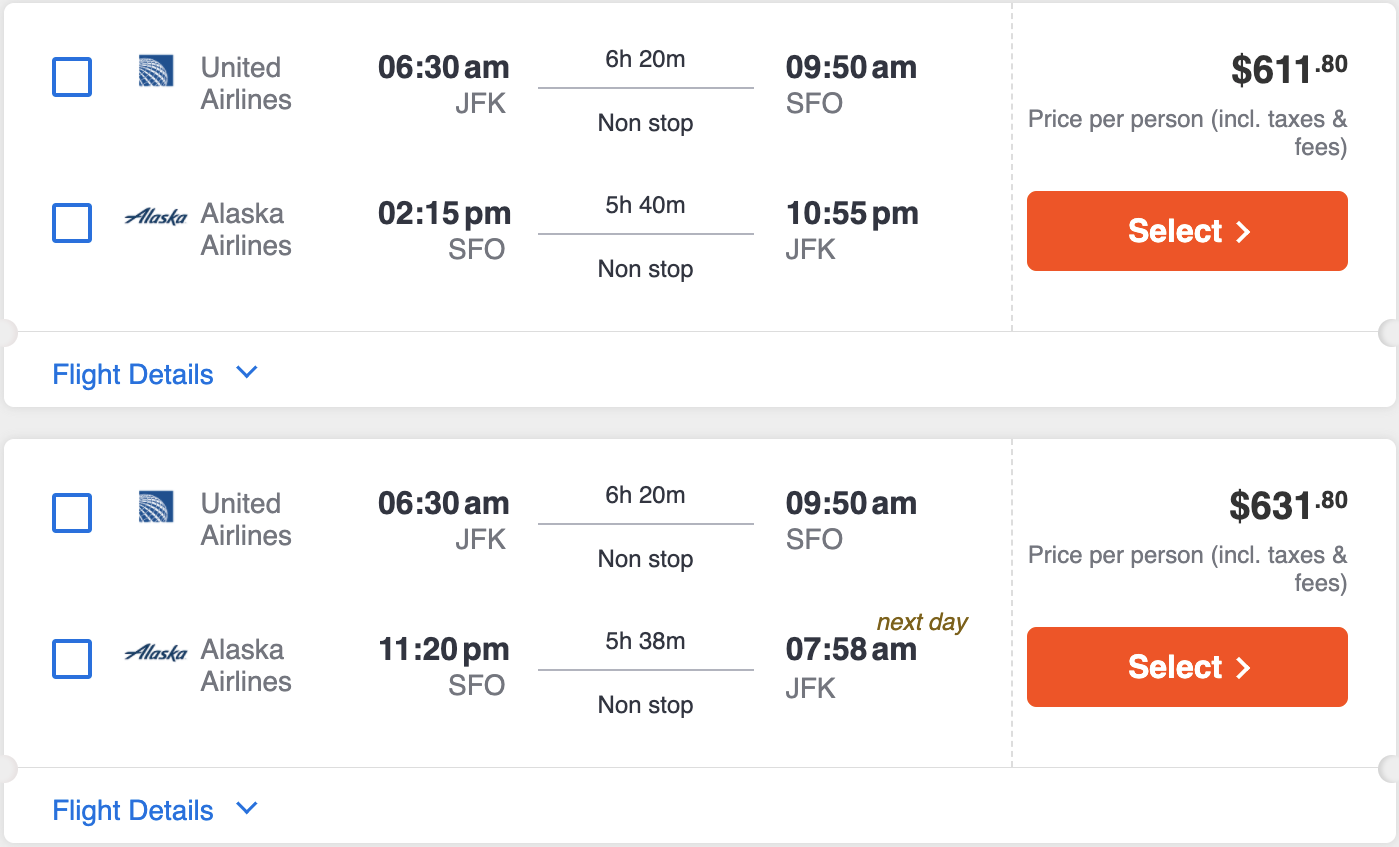 United
Airlines
06:30 am
JFK
6h 20m
Non stop
09:50 am
SFO
$611.80
Price per person (incl. taxes &
fees)
Alaska
Alaska
Airlines
02:15 pm
SFO
5h 40m
Non stop
10:55 pm
JFK
Select
Flight Details
United
Airlines
06:30 am
JFK
6h 20m
Non stop
09:50 am
SFO
$631.80
Price per person (incl. taxes &
fees)
Alaska
Alaska
Airlines
11:20 pm
SFO
5h 38m
Non stop
next day
07:58 am
JFK
Select
Flight Details